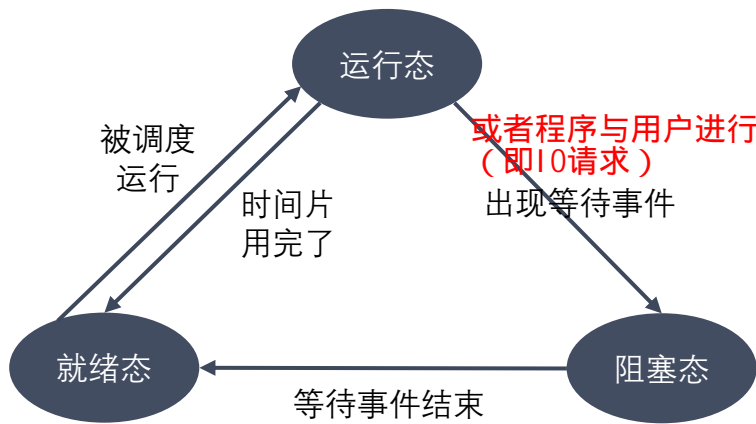 运行态
或者程序与用户进行
（即IO请求）
出现等待事件
被调度
运行
时间片
用完了
就绪态
阻塞态
等待事件结束